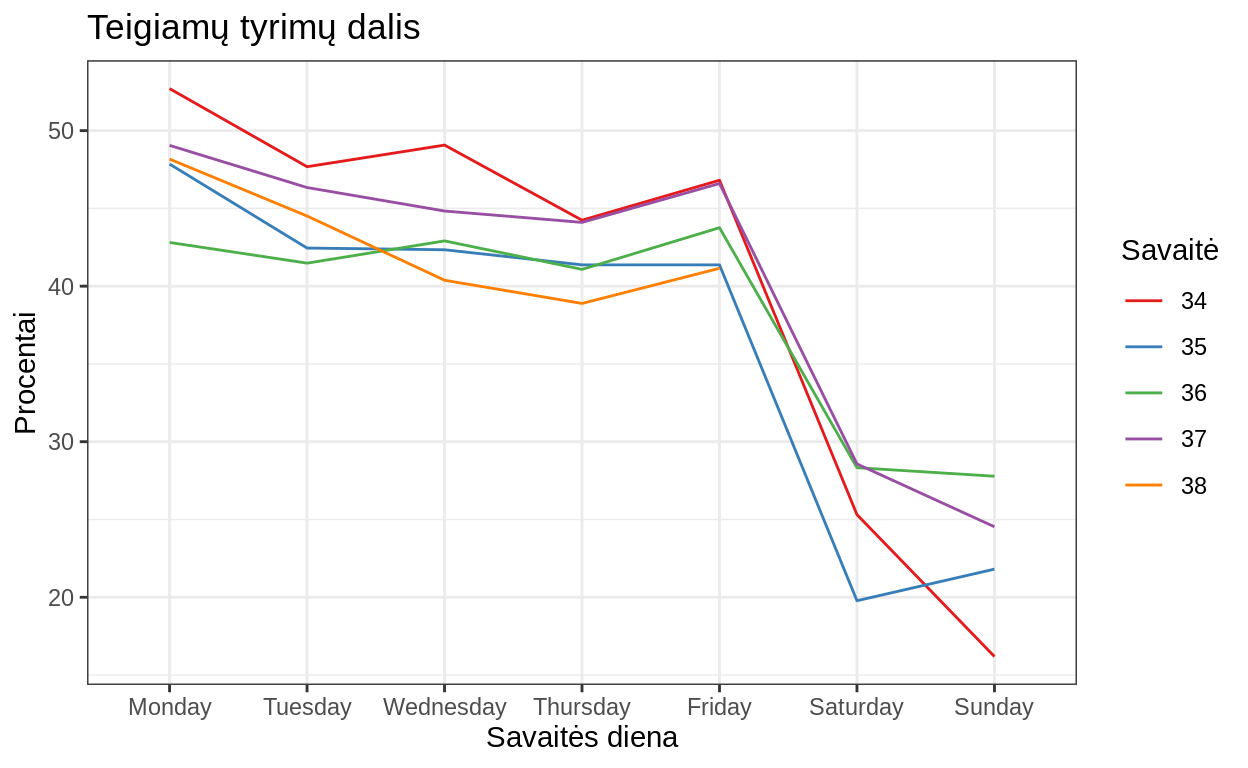 Teigiamų tyrimų dalis
Procentai
50
40
30
20
Monday Tuesday Wednesday Thursday Friday Saturday Sunday
Savaitės diena
Savaitė
34
35
36
37
38